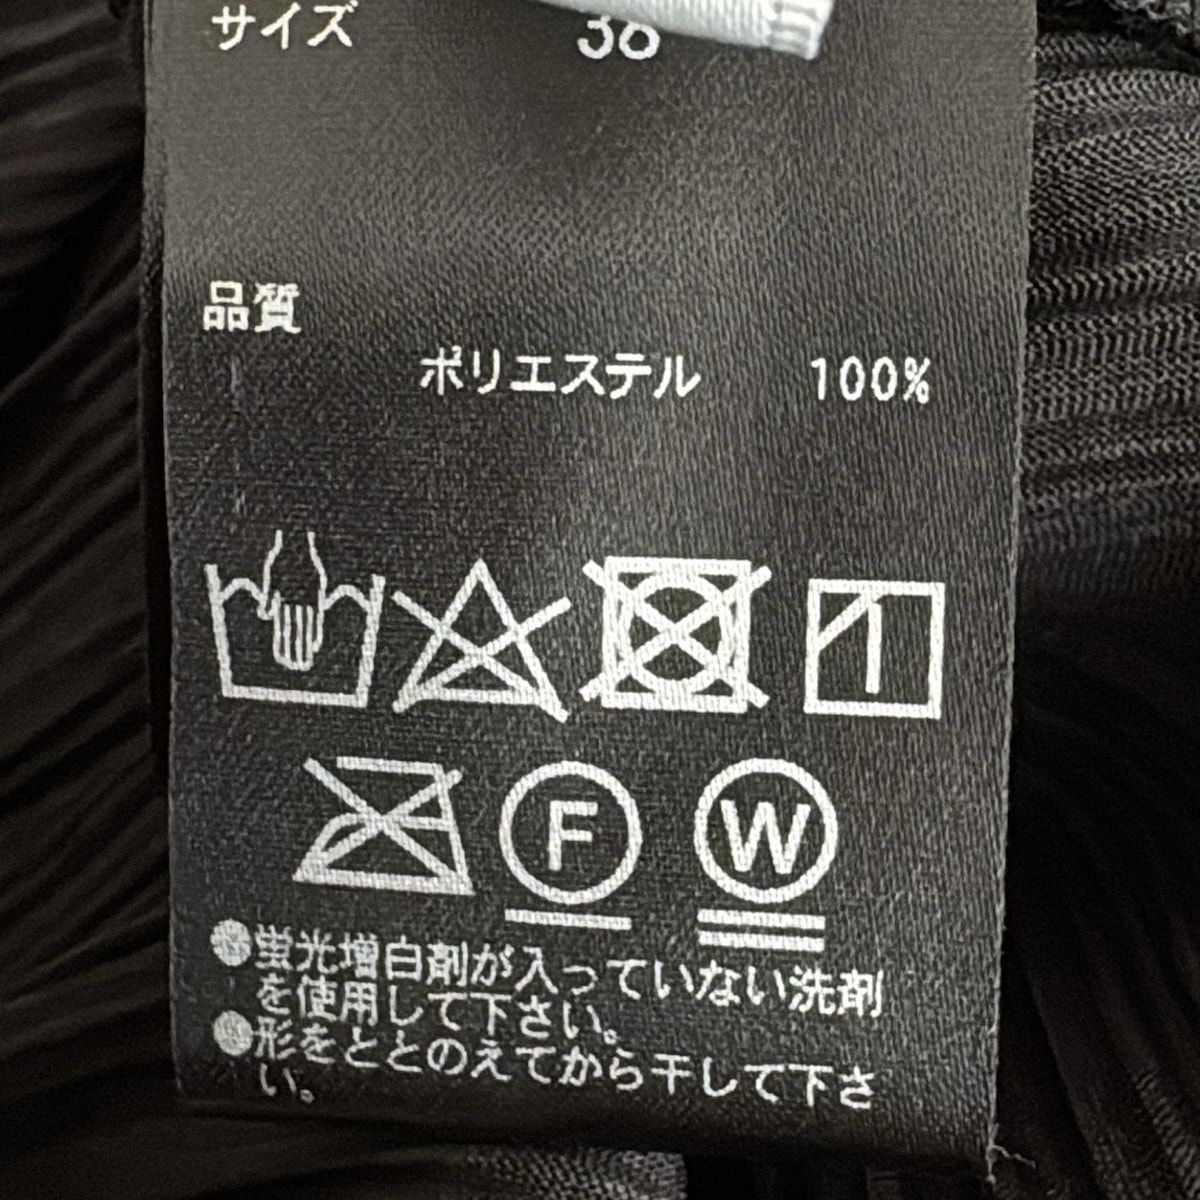 サイズ 38
品質
ポリエステル 100%
F W
●蛍光増白剤が入っていない洗剤
を使用して下さい。
●形をととのえてから干して下さ
い。